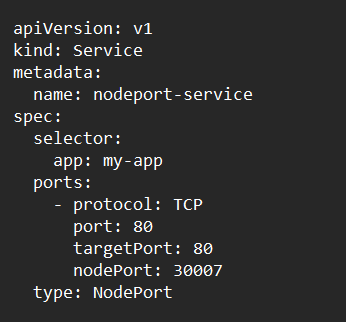 apiVersion: v1
kind: Service
metadata:
  name: nodeport-service
spec:
  selector:
    app: my-app
  ports:
    - protocol: TCP
      port: 80
      targetPort: 80
      nodePort: 30007
  type: NodePort